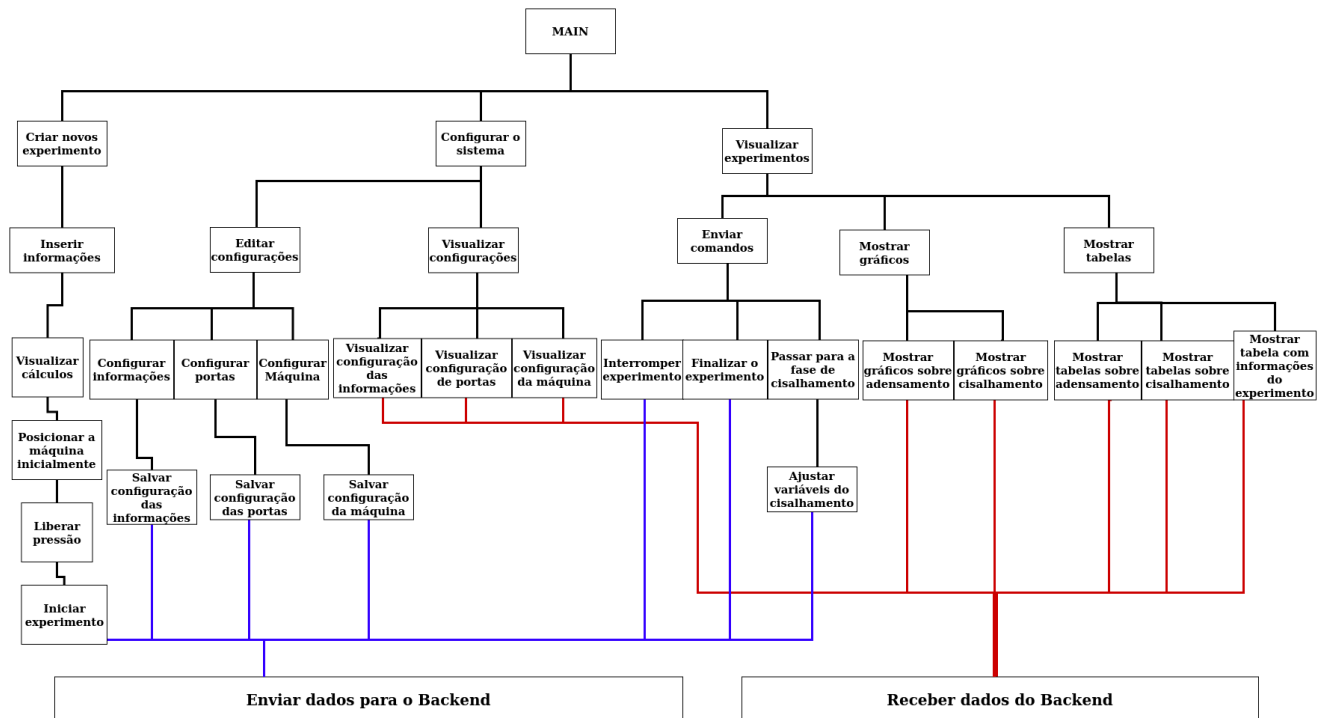 MAIN
Criar novos
experimento
Configurar o
sistema
Visualizar
experimentos
Inserir
informações
Editar
configurações
Visualizar
configurações
Enviar
comandos
Mostrar
gráficos
Mostrar
tabelas
Visualizar
cálculos
Configurar
informações
Configurar
portas
Configurar
Máquina
Visualizar
configuração
das
informações
Visualizar
configuração
de portas
Visualizar
configuração
da máquina
Interromper
experimento
Finalizar o
experimento
Passar para a
fase de
cisalhamento
Mostrar
gráficos sobre
adensamento
Mostrar
gráficos sobre
cisalhamento
Mostrar
tabelas sobre
adensamento
Mostrar
tabelas sobre
cisalhamento
Mostrar
tabela com
informações
do
experimento
Posicionar a
máquina
inicialmente
Salvar
configuração
das
informações
Salvar
configuração
das portas
Salvar
configuração
da máquina
Ajustar
variáveis do
cisalhamento
Liberar
pressão
Iniciar
experimento
Enviar dados para o Backend
Receber dados do Backend